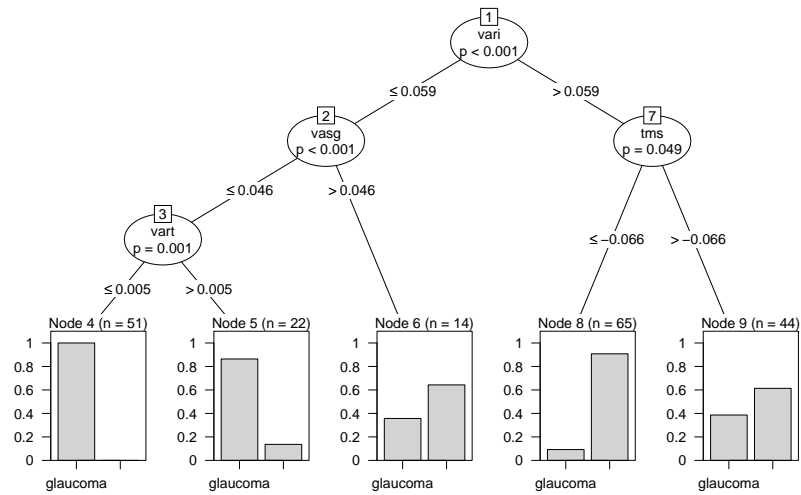 1
vari
p < 0.001
≤ 0.059
> 0.059
2
vasg
p < 0.001
7
tms
p = 0.049
≤ 0.046
> 0.046
3
vart
p = 0.001
≤ −0.066
> −0.066
≤ 0.005
> 0.005
Node 4 (n = 51)
1
0.8
0.6
0.4
0.2
0
glaucoma
Node 5 (n = 22)
1
0.8
0.6
0.4
0.2
0
glaucoma
Node 6 (n = 14)
1
0.8
0.6
0.4
0.2
0
glaucoma
Node 8 (n = 65)
1
0.8
0.6
0.4
0.2
0
glaucoma
Node 9 (n = 44)
1
0.8
0.6
0.4
0.2
0
glaucoma